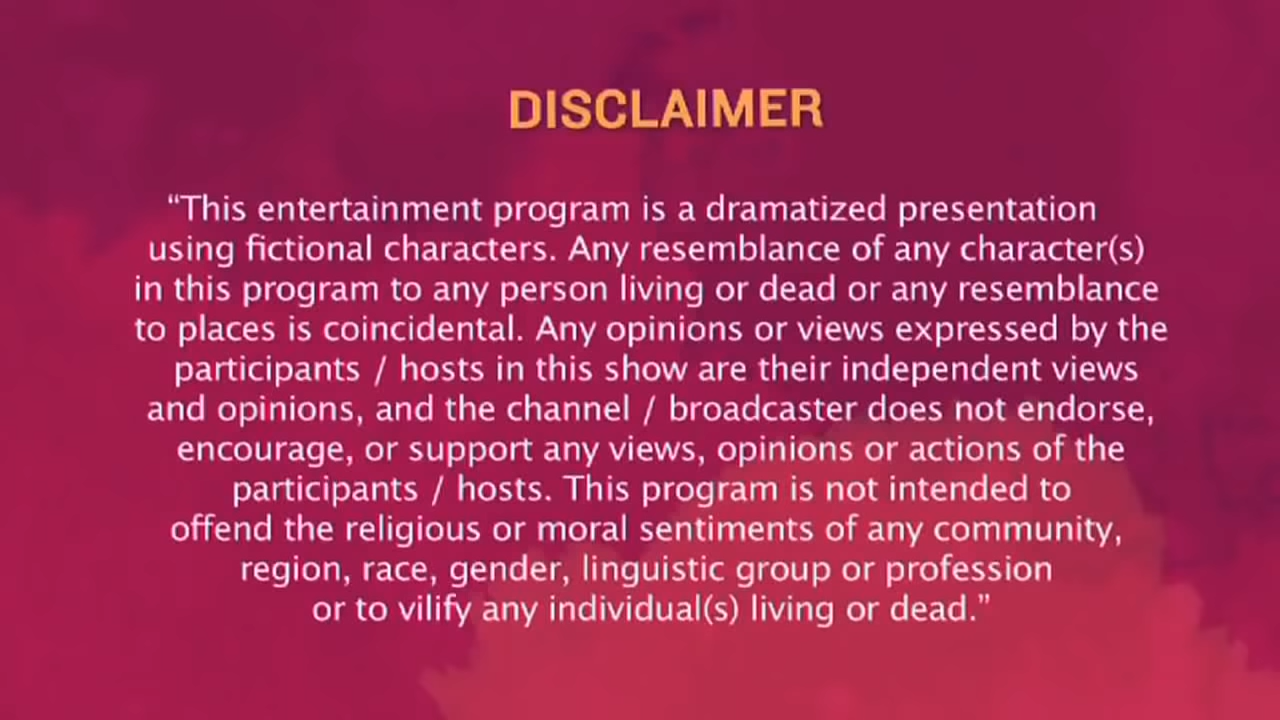 DISCLAIMER
“This entertainment program is a dramatized presentation
using fictional characters. Any resemblance of any character(s)
in this program to any person living or dead or any resemblance
to places is coincidental. Any opinions or views expressed by the
participants / hosts in this show are their independent views
and opinions, and the channel / broadcaster does not endorse,
encourage, or support any views, opinions or actions of the
participants / hosts. This program is not intended to
offend the religious or moral sentiments of any community,
region, race, gender, linguistic group or profession
or to vilify any individual(s) living or dead.”